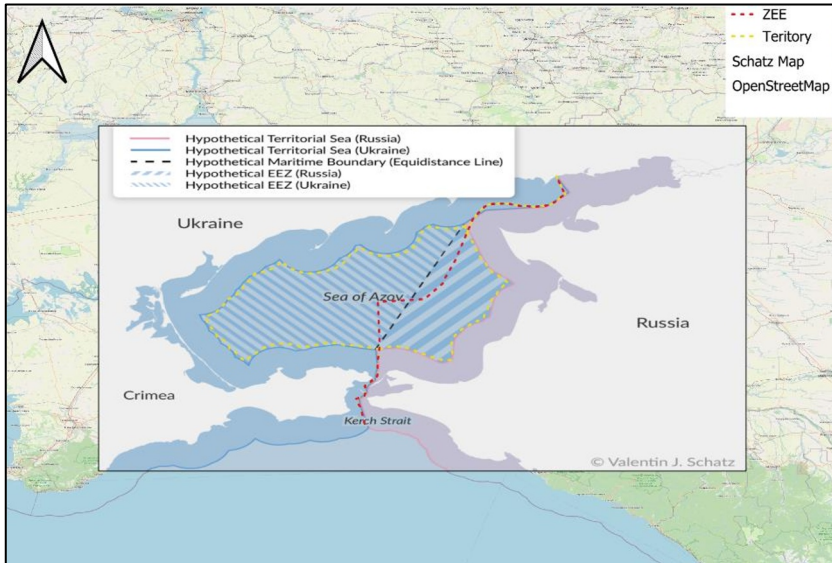 ZEE
Teritory
Schatz Map
OpenStreetMap
Hypothetical Territorial Sea (Russia)
Hypothetical Territorial Sea (Ukraine)
Hypothetical Maritime Boundary (Equidistance Line)
Hypothetical EEZ (Russia)
Hypothetical EEZ (Ukraine)
Ukraine
Sea of Azov
Russia
Crimea
Kerch Strait
© Valentin J. Schatz